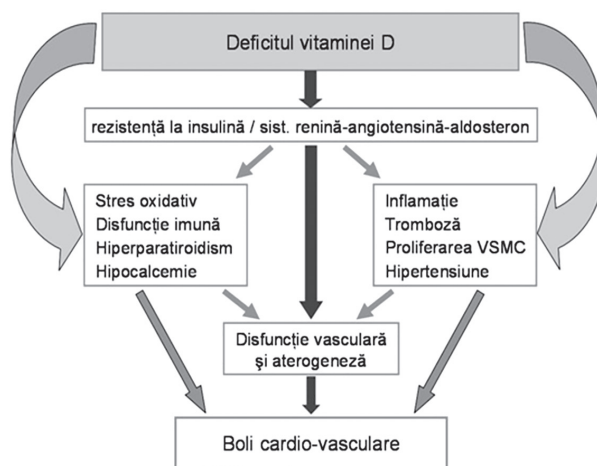 Deficitul vitaminei D
rezistență la insulină / sist. renină-angiotensină-aldosteron
Stres oxidativ
Disfuncție imună
Hiperparatiroidism
Hipocalcemie
Inflamație
Tromboză
Proliferarea VSMC
Hipertensiune
Disfuncție vasculară
şi aterogeneză
Boli cardio-vasculare